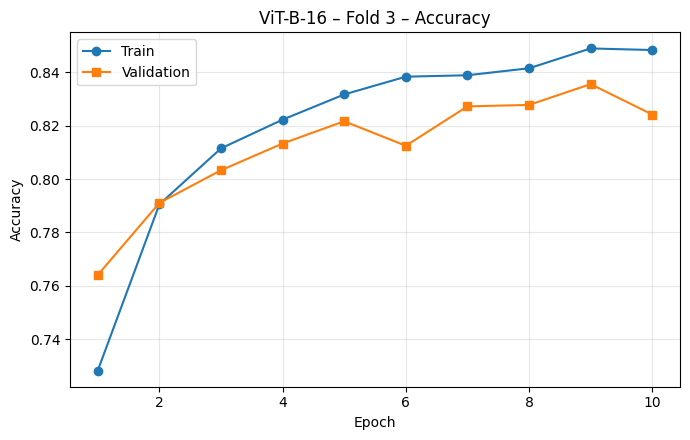 ViT-B-16 – Fold 3 – Accuracy
Train
Validation
Accuracy
0.84
0.82
0.80
0.78
0.76
0.74
2 4 6 8 10
Epoch